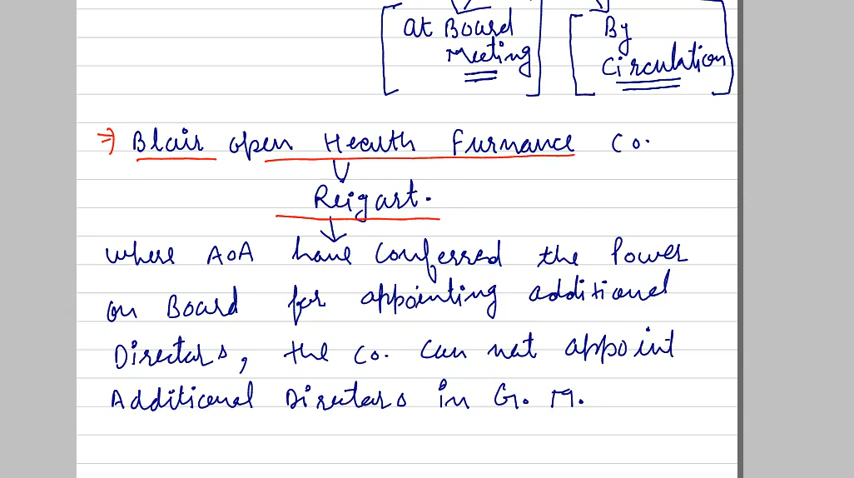 at Board By
Meeting Circulation
⇒ Blair open Hearth Furnance Co.
Reigart.
where AoA have conferred the Power
on Board for appointing additional
Directors, the co. can not appoint
Additional Directors in G. M.